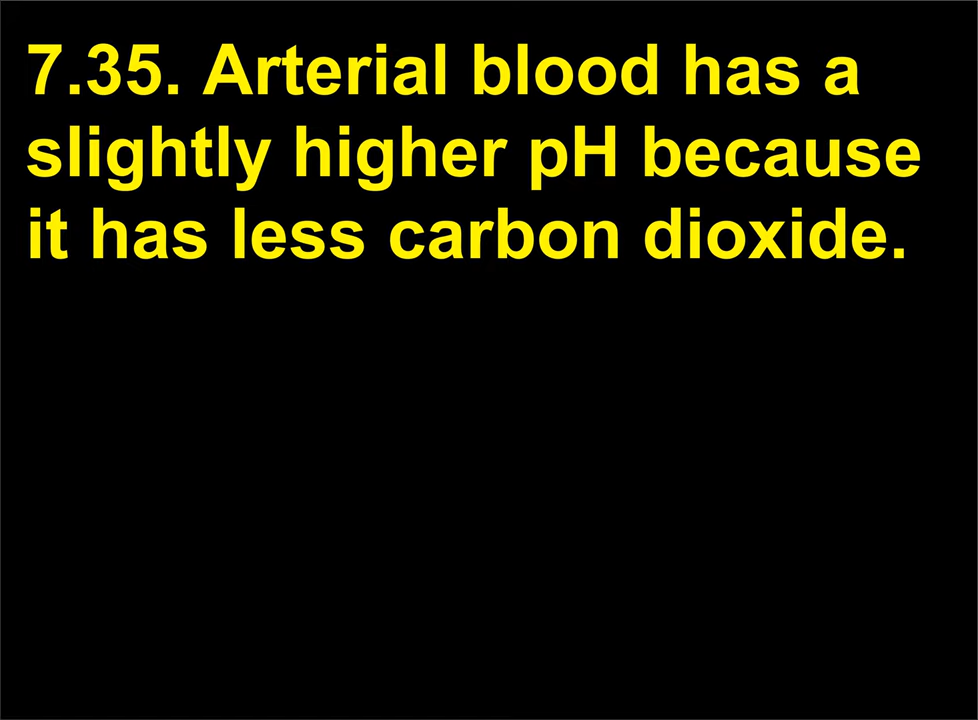 7.35. Arterial blood has a
slightly higher pH because
it has less carbon dioxide.